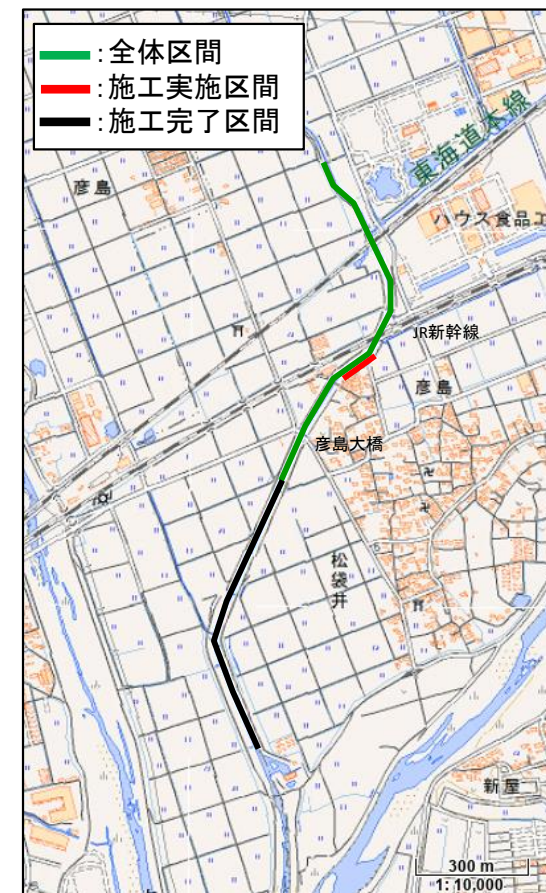 :全体区間
:施工実施区間
:施工完了区間
彦島
東海道本線
ハウス食品工
JR新幹線
彦島
彦島大橋
松袋井
新屋
300 m
1: 10,000